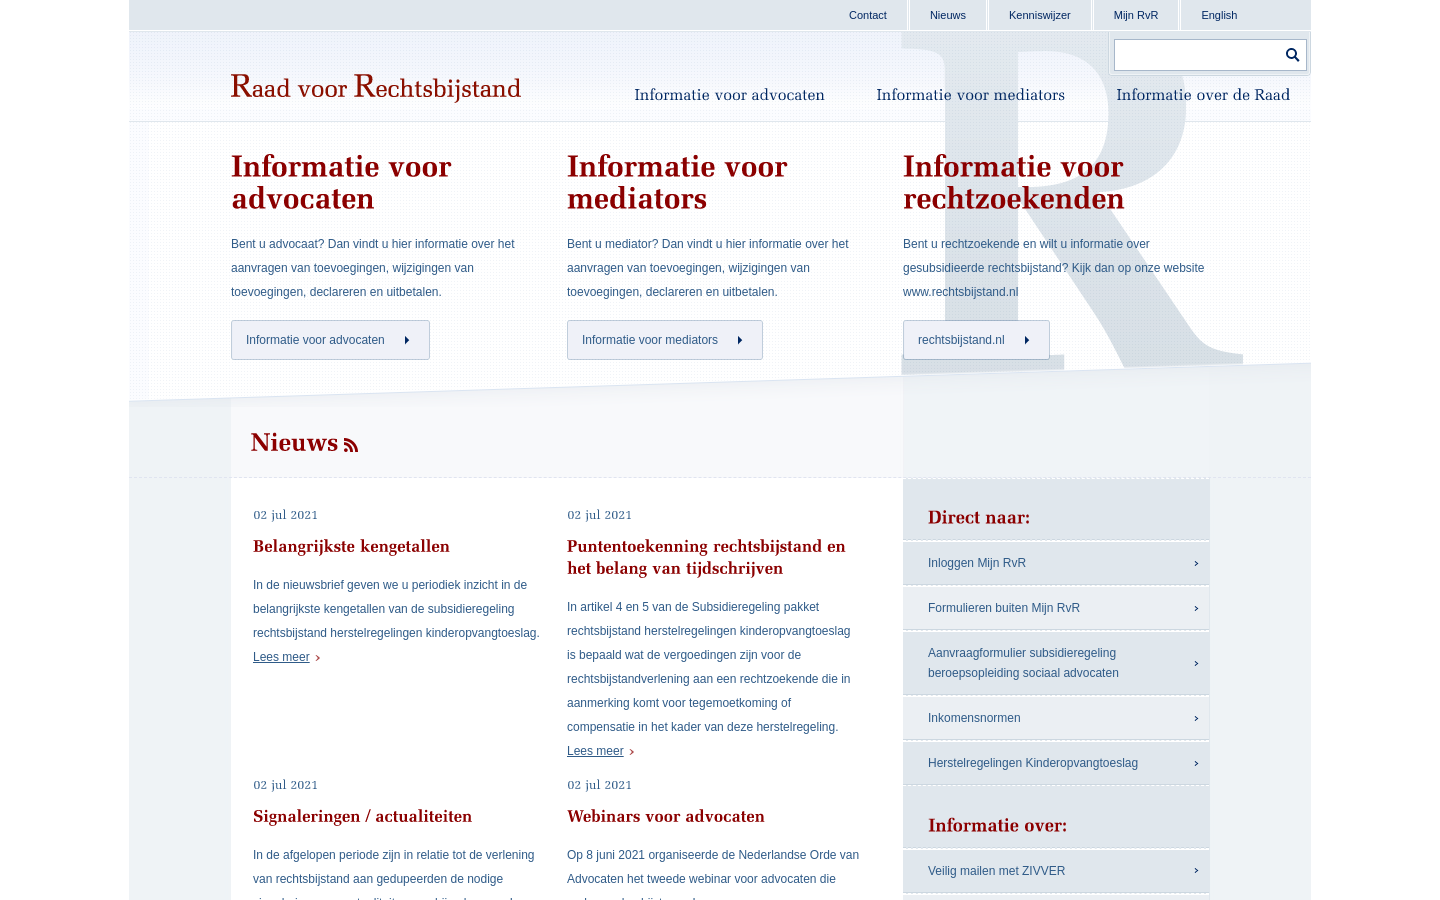 Contact
Nieuws
Kenniswijzer
Mijn RvR
English
Raad voor Rechtsbijstand
Informatie voor advocaten
Informatie voor mediators
Informatie over de Raad
Informatie voor
advocaten
Bent u advocaat? Dan vindt u hier informatie over het
aanvragen van toevoegingen, wijzigingen van
toevoegingen, declareren en uitbetalen.
Informatie voor advocaten
Informatie voor
mediators
Bent u mediator? Dan vindt u hier informatie over het
aanvragen van toevoegingen, wijzigingen van
toevoegingen, declareren en uitbetalen.
Informatie voor mediators
Informatie voor
rechtzoekenden
Bent u rechtzoekende en wilt u informatie over
gesubsidieerde rechtsbijstand? Kijk dan op onze website
www.rechtsbijstand.nl
rechtsbijstand.nl
Nieuws
02 jul 2021
Belangrijkste kengetallen
In de nieuwsbrief geven we u periodiek inzicht in de
belangrijkste kengetallen van de subsidieregeling
rechtsbijstand herstelregelingen kinderopvangtoeslag.
Lees meer
02 jul 2021
Puntentoekenning rechtsbijstand en
het belang van tijdschrijven
In artikel 4 en 5 van de Subsidieregeling pakket
rechtsbijstand herstelregelingen kinderopvangtoeslag
is bepaald wat de vergoedingen zijn voor de
rechtsbijstandverlening aan een rechtzoekende die in
aanmerking komt voor tegemoetkoming of
compensatie in het kader van deze herstelregeling.
Lees meer
02 jul 2021
Signaleringen / actualiteiten
In de afgelopen periode zijn in relatie tot de verlening
van rechtsbijstand aan gedupeerden de nodige
02 jul 2021
Webinars voor advocaten
Op 8 juni 2021 organiseerde de Nederlandse Orde van
Advocaten het tweede webinar voor advocaten die
Direct naar:
Inloggen Mijn RvR
Formulieren buiten Mijn RvR
Aanvraagformulier subsidieregeling
beroepsopleiding sociaal advocaten
Inkomensnormen
Herstelregelingen Kinderopvangtoeslag
Informatie over:
Veilig mailen met ZIVVER